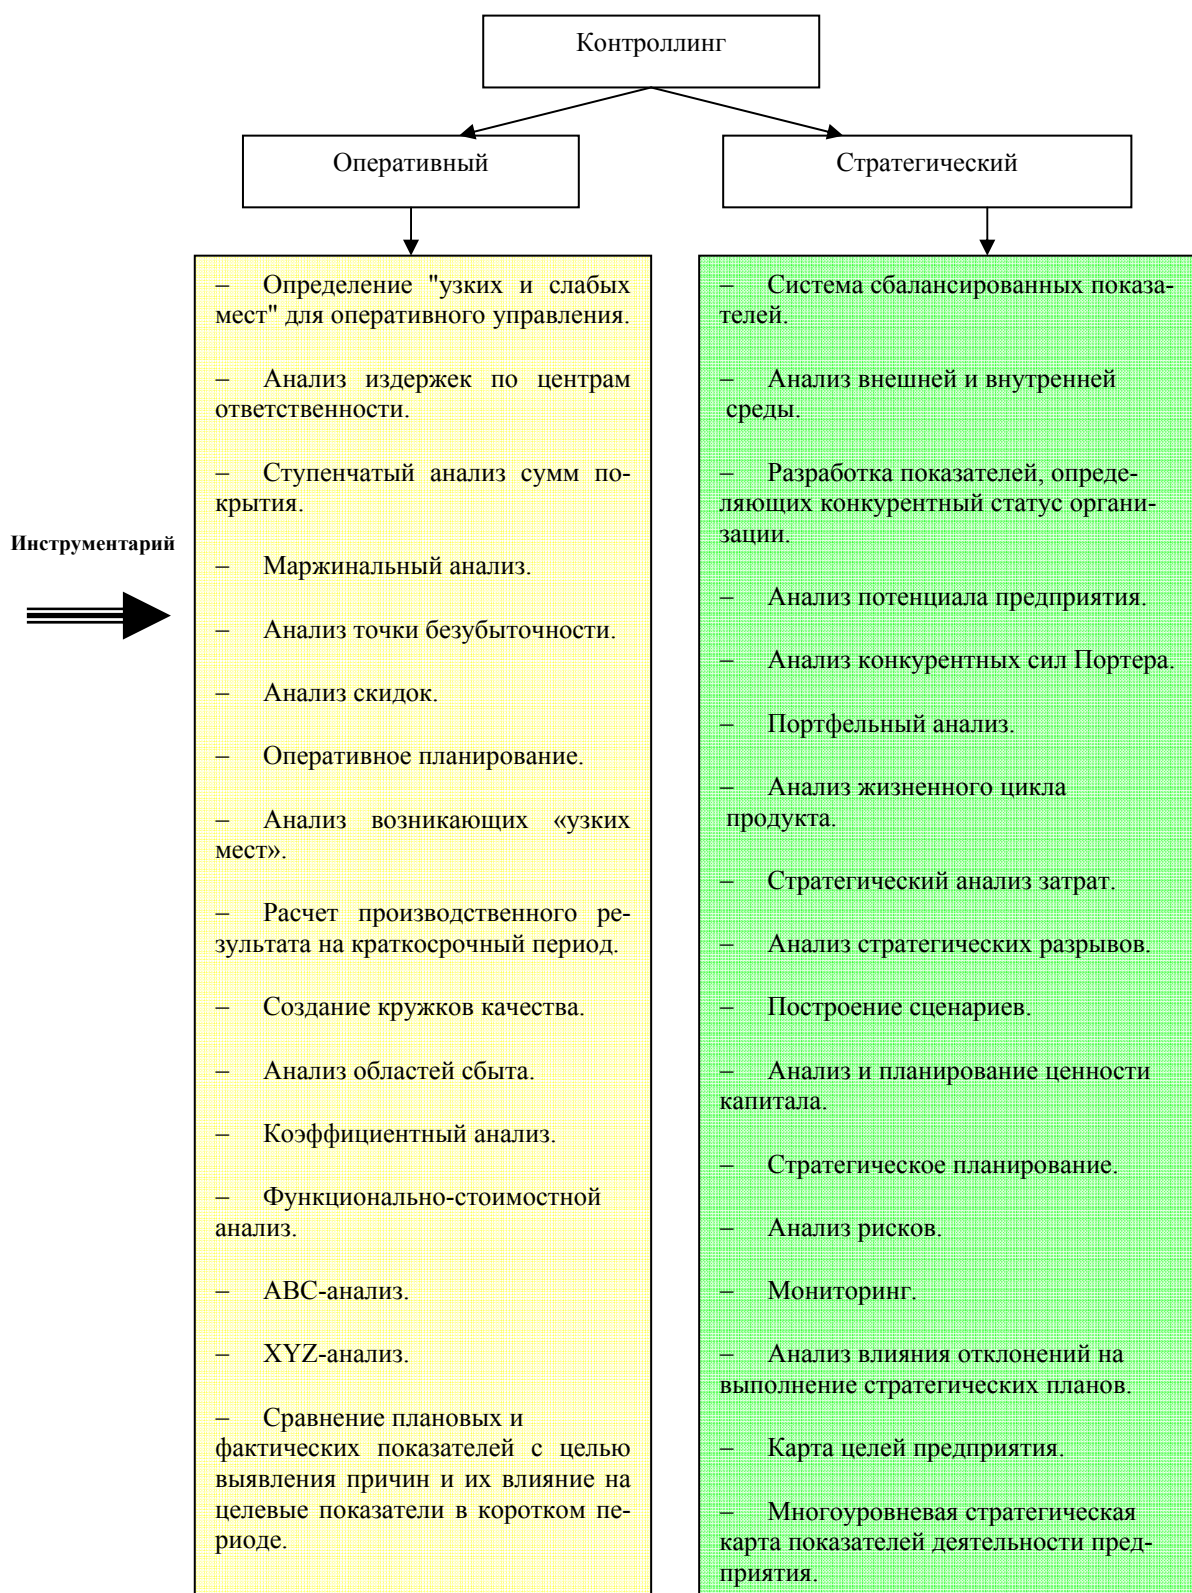 Контроллинг
Оперативный
Стратегический
Инструментарий
– Определение "узких и слабых
мест" для оперативного управления.
– Анализ издержек по центрам
ответственности.
– Ступенчатый анализ сумм по-
крытия.
– Маржинальный анализ.
– Анализ точки безубыточности.
– Анализ скидок.
– Оперативное планирование.
– Анализ возникающих «узких
мест».
– Расчет производственного ре-
зультата на краткосрочный период.
– Создание кружков качества.
– Анализ областей сбыта.
– Коэффициентный анализ.
– Функционально-стоимостной
анализ.
– АВС-анализ.
– XYZ-анализ.
– Сравнение плановых и
фактических показателей с целью
выявления причин и их влияние на
целевые показатели в коротком пе-
риоде.
– Система сбалансированных показа-
телей.
– Анализ внешней и внутренней
среды.
– Разработка показателей, опреде-
ляющих конкурентный статус органи-
зации.
– Анализ потенциала предприятия.
– Анализ конкурентных сил Портера.
– Портфельный анализ.
– Анализ жизненного цикла
продукта.
– Стратегический анализ затрат.
– Анализ стратегических разрывов.
– Построение сценариев.
– Анализ и планирование ценности
капитала.
– Стратегическое планирование.
– Анализ рисков.
– Мониторинг.
– Анализ влияния отклонений на
выполнение стратегических планов.
– Карта целей предприятия.
– Многоуровневая стратегическая
карта показателей деятельности пред-
приятия.